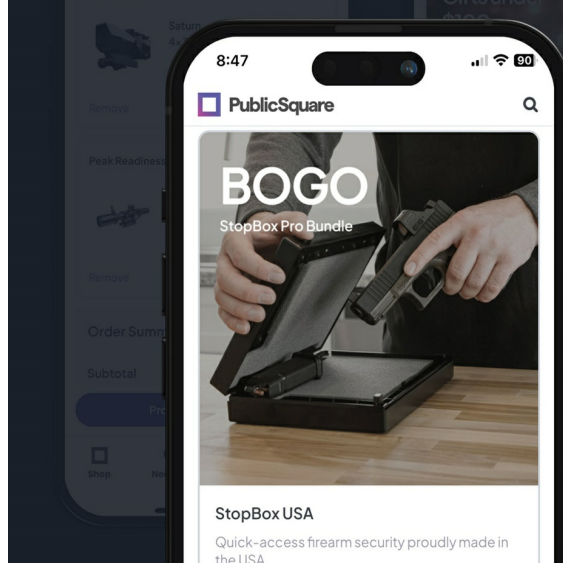 Saturn
Remove
Peak Readiness
Remove
Order Summ
Subtotal
Shop
8:47
90
PublicSquare
BOGO
StopBox Pro Bundle
StopBox USA
Quick-access firearm security proudly made in
the USA